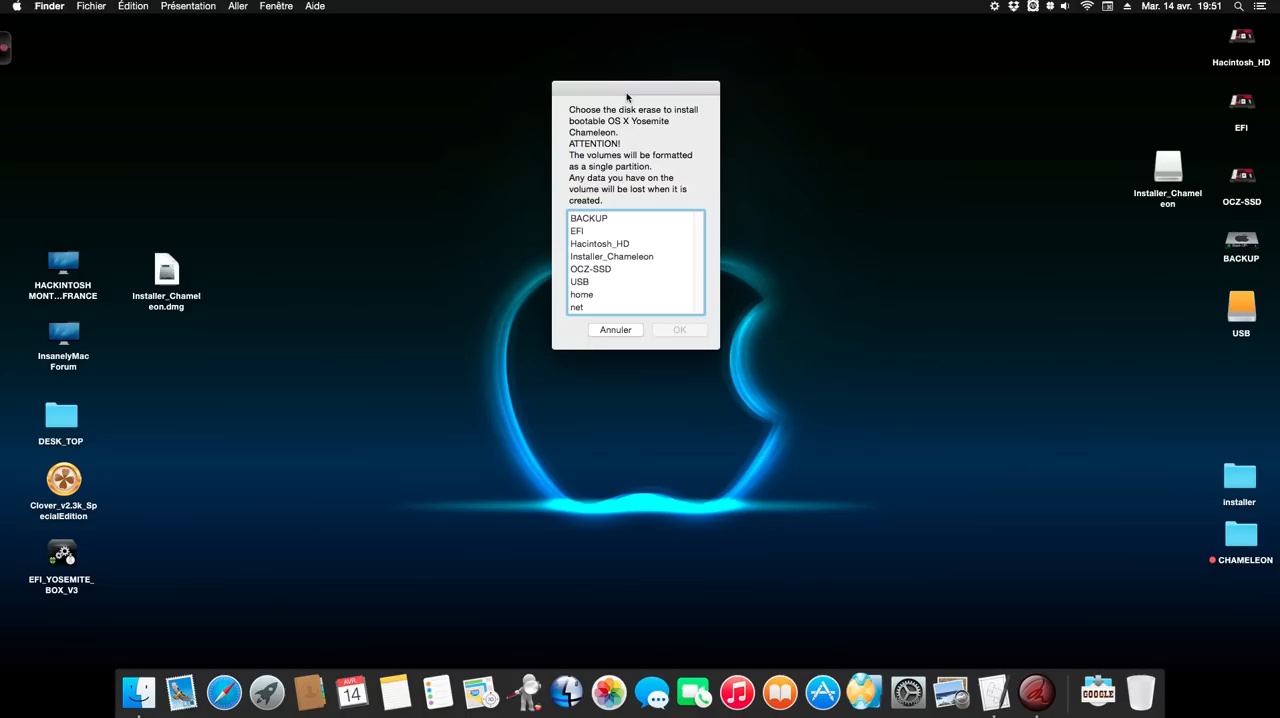 Finder Fichier Édition Présentation Aller Fenêtre Aide Mar. 14 avr. 19:51
Choose the disk erase to install
bootable OS X Yosemite
Chameleon.
ATTENTION!
The volumes will be formatted
as a single partition.
Any data you have on the
volume will be lost when it is
created.
BACKUP
EFI
Hacintosh_HD
Installer_Chameleon
OCZ-SSD
USB
home
net
Annuler OK
HACKINTOSH
MONT...FRANCE
InsanelyMac
Forum
DESK_TOP
Clover_v2.3k_Sp
ecialEdition
EFI_YOSEMITE_
BOX_V3
Installer_Chamel
eon.dmg
Installer_Chamel
eon
Hacintosh_HD
EFI
OCZ-SSD
BACKUP
USB
installer
CHAMELEON
AVR.
14
GOOGLE